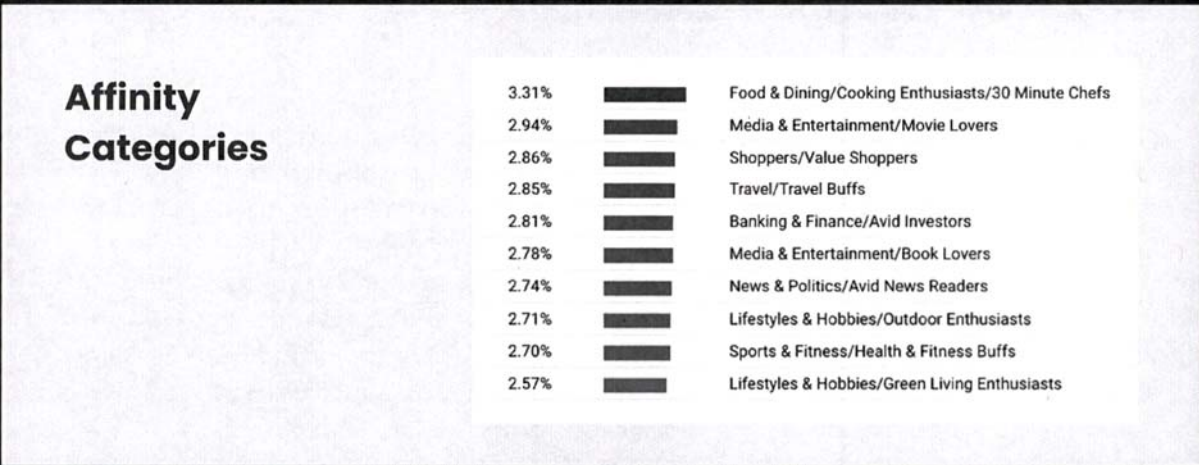 Affinity
Categories
3.31% Food & Dining/Cooking Enthusiasts/30 Minute Chefs
2.94% Media & Entertainment/Movie Lovers
2.86% Shoppers/Value Shoppers
2.85% Travel/Travel Buffs
2.81% Banking & Finance/Avid Investors
2.78% Media & Entertainment/Book Lovers
2.74% News & Politics/Avid News Readers
2.71% Lifestyles & Hobbies/Outdoor Enthusiasts
2.70% Sports & Fitness/Health & Fitness Buffs
2.57% Lifestyles & Hobbies/Green Living Enthusiasts